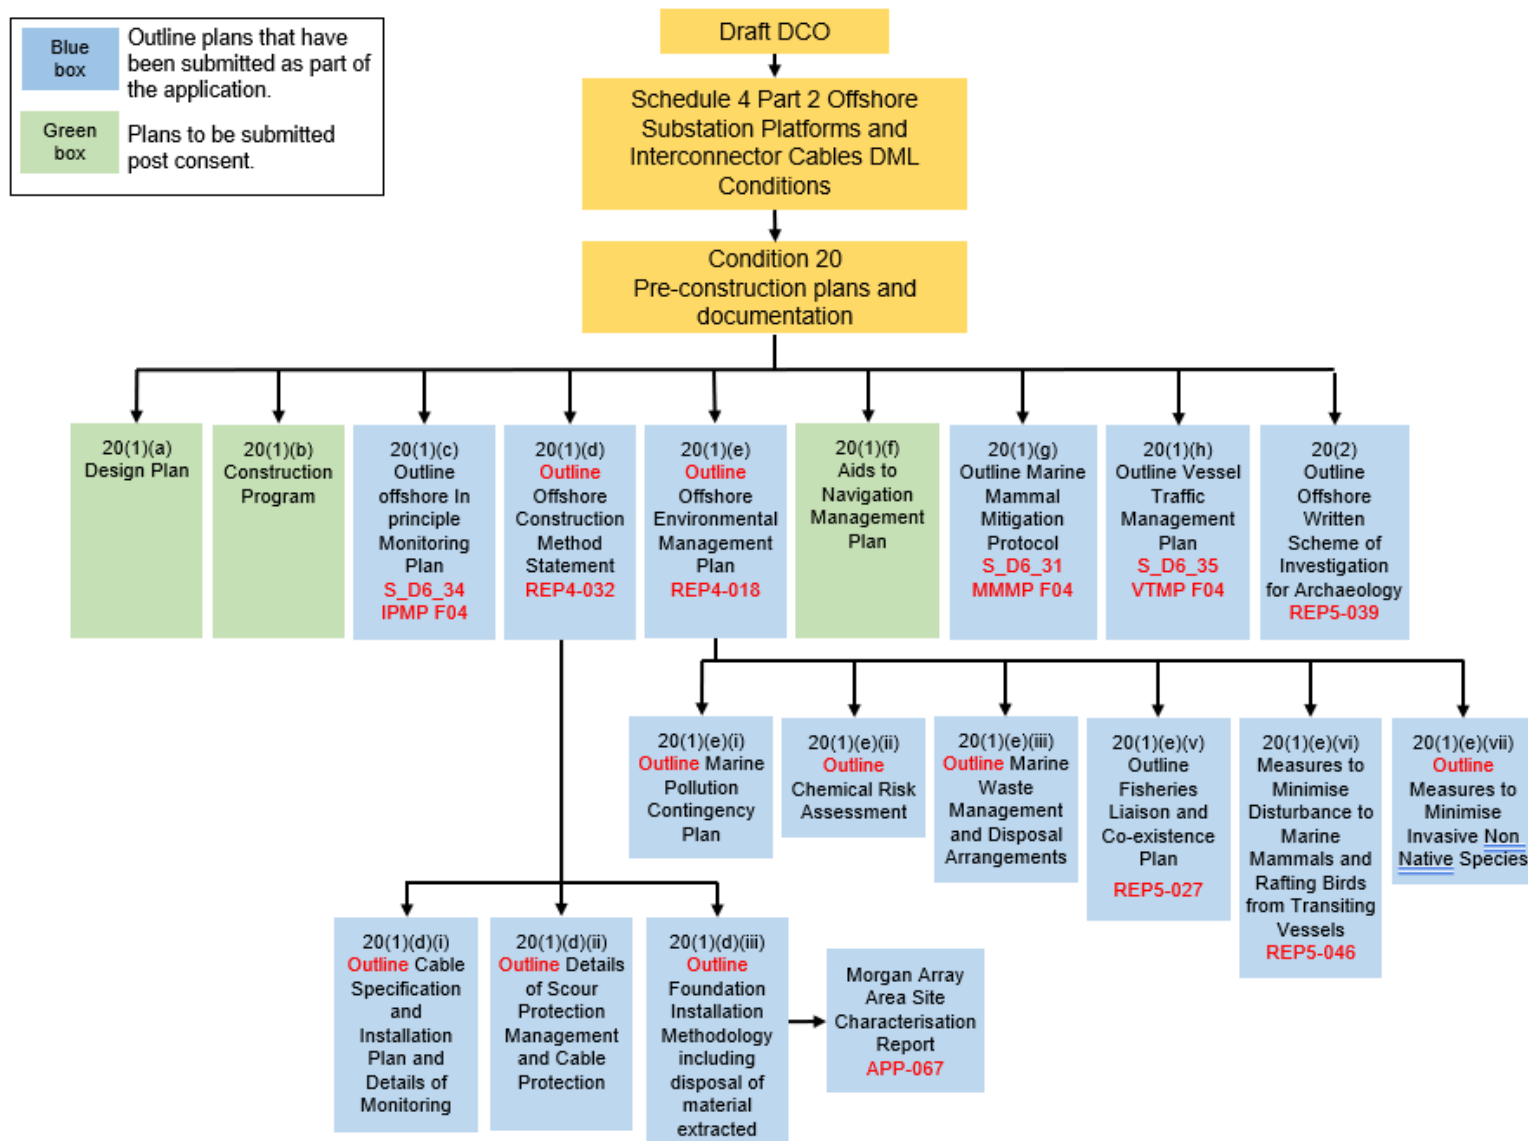 Blue
box
Outline plans that have
been submitted as part of
the application.
Green
box
Plans to be submitted
post consent.
Draft DCO
Schedule 4 Part 2 Offshore
Substation Platforms and
Interconnector Cables DML
Conditions
Condition 20
Pre-construction plans and
documentation
20(1)(a)
Design Plan
20(1)(b)
Construction
Program
20(1)(c)
Outline
offshore In
principle
Monitoring
Plan
S_D6_34
IPMP F04
20(1)(d)
Outline
Offshore
Construction
Method
Statement
REP4-032
20(1)(e)
Outline
Offshore
Environmental
Management
Plan
REP4-018
20(1)(f)
Aids to
Navigation
Management
Plan
20(1)(g)
Outline Marine
Mammal
Mitigation
Protocol
S_D6_31
MMMP F04
20(1)(h)
Outline Vessel
Traffic
Management
Plan
S_D6_35
VTMP F04
20(2)
Outline
Offshore
Written
Scheme of
Investigation
for Archaeology
REP5-039
20(1)(e)(i)
Outline Marine
Pollution
Contingency
Plan
20(1)(e)(ii)
Outline
Chemical Risk
Assessment
20(1)(e)(iii)
Outline Marine
Waste
Management
and Disposal
Arrangements
20(1)(e)(v)
Outline
Fisheries
Liaison and
Co-existence
Plan
REP5-027
20(1)(e)(vi)
Measures to
Minimise
Disturbance to
Marine
Mammals and
Rafting Birds
from Transiting
Vessels
REP5-046
20(1)(e)(vii)
Outline
Measures to
Minimise
Invasive Non
Native Species
20(1)(d)(i)
Outline Cable
Specification
and
Installation
Plan and
Details of
Monitoring
20(1)(d)(ii)
Outline Details
of Scour
Protection
Management
and Cable
Protection
20(1)(d)(iii)
Outline
Foundation
Installation
Methodology
including
disposal of
material
extracted
Morgan Array
Area Site
Characterisation
Report
APP-067